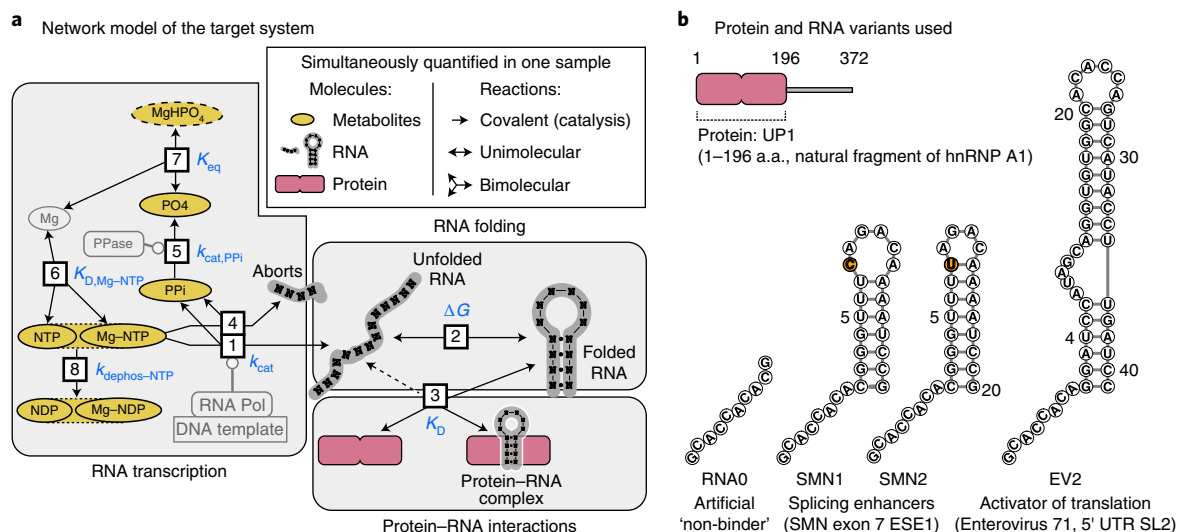 a
Network model of the target system
Simultaneously quantified in one sample
Molecules:
Reactions:
Metabolites
Covalent (catalysis)
RNA
Unimolecular
Protein
Bimolecular
MgHPO4
7
Keq
Mg
PO4
PPase
5
kcat,PPi
6
KD,Mg–NTP
PPi
Aborts
NTP
Mg–NTP
4
1
kcat
8
kdephos–NTP
NDP
Mg–NDP
RNA Pol
DNA template
RNA transcription
RNA folding
Unfolded
RNA
ΔG
2
Folded
RNA
3
KD
Protein–RNA
complex
Protein–RNA interactions
b
Protein and RNA variants used
1
196
372
Protein: UP1
(1–196 a.a., natural fragment of hnRNP A1)
20
30
5
5
4
20
40
RNA0
SMN1
SMN2
EV2
Artificial
'non-binder'
Splicing enhancers
(SMN exon 7 ESE1)
Activator of translation
(Enterovirus 71, 5' UTR SL2)